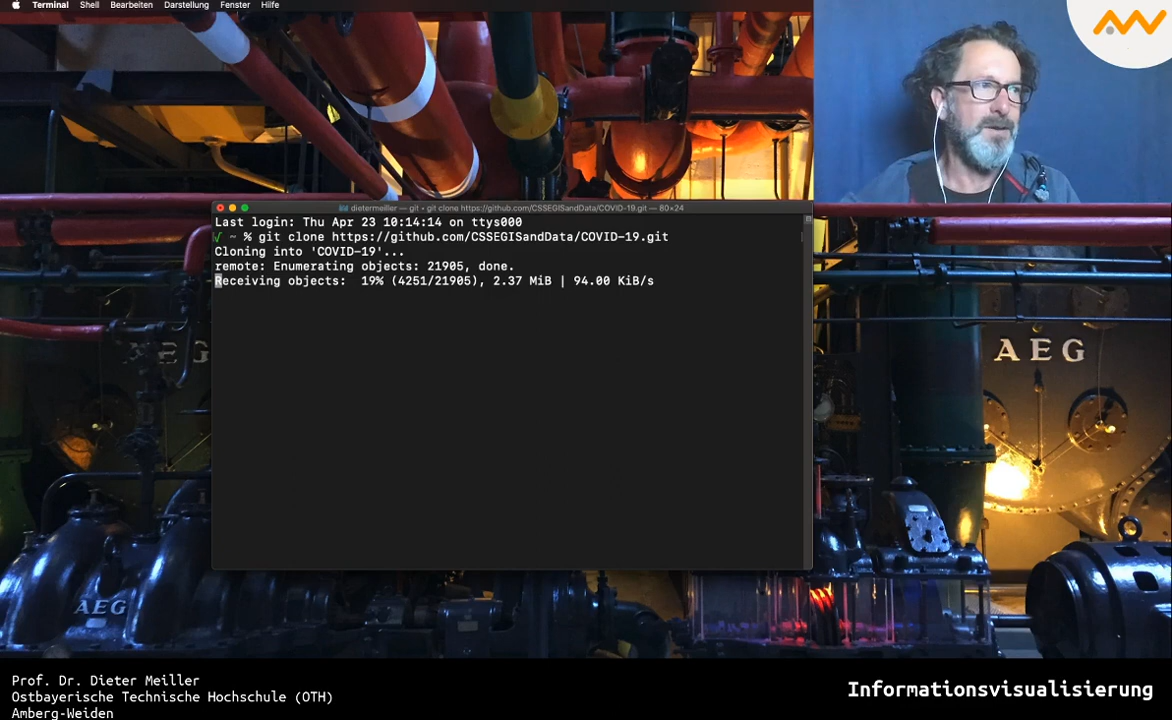 Terminal Shell Bearbeiten Darstellung Fenster Hilfe
dietermeiller — git • git clone https://github.com/CSSEGISandData/COVID-19.git — 80×24
Last login: Thu Apr 23 10:14:14 on ttys000
√ ~ % git clone https://github.com/CSSEGISandData/COVID-19.git
Cloning into 'COVID-19'...
remote: Enumerating objects: 21905, done.
Receiving objects:  19% (4251/21905), 2.37 MiB | 94.00 KiB/s
AEG
AEG
AEG
Prof. Dr. Dieter Meiller
Ostbayerische Technische Hochschule (OTH)
Amberg-Weiden
Informationsvisualisierung